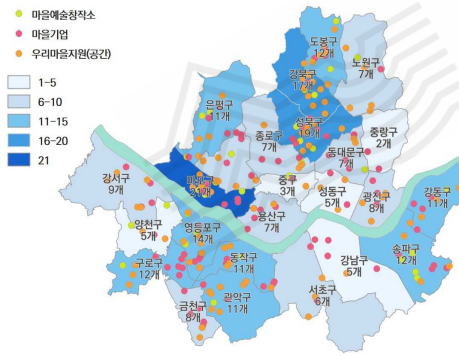 마을예술창작소
마을기업
우리마을지원(공간)
1-5
6-10
11-15
16-20
21
도봉구
12개
노원구
7개
강북구
17개
은평구
11개
성북구
19개
종로구
7개
중랑구
2개
동대문구
7개
강서구
9개
마포구
21개
중구
3개
성동구
5개
광진구
8개
강동구
11개
용산구
7개
양천구
5개
영등포구
14개
구로구
12개
동작구
11개
송파구
12개
강남구
5개
서초구
6개
금천구
8개
관악구
11개